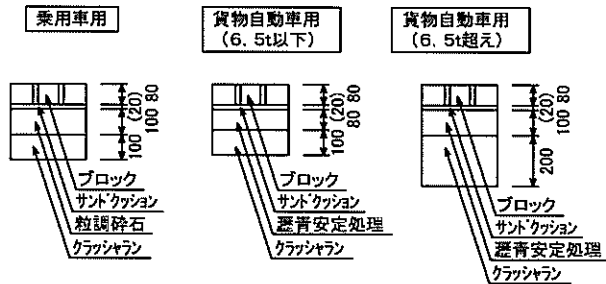 乗用車用
貨物自動車用
(6.5t以下)
貨物自動車用
(6.5t超え)
80
(20)
100
100
ブロック
サンドクッション
粒調砕石
クラッシャラン
80
(20)
80
100
ブロック
サンドクッション
瀝青安定処理
クラッシャラン
80
(20)
100
200
ブロック
サンドクッション
瀝青安定処理
クラッシャラン